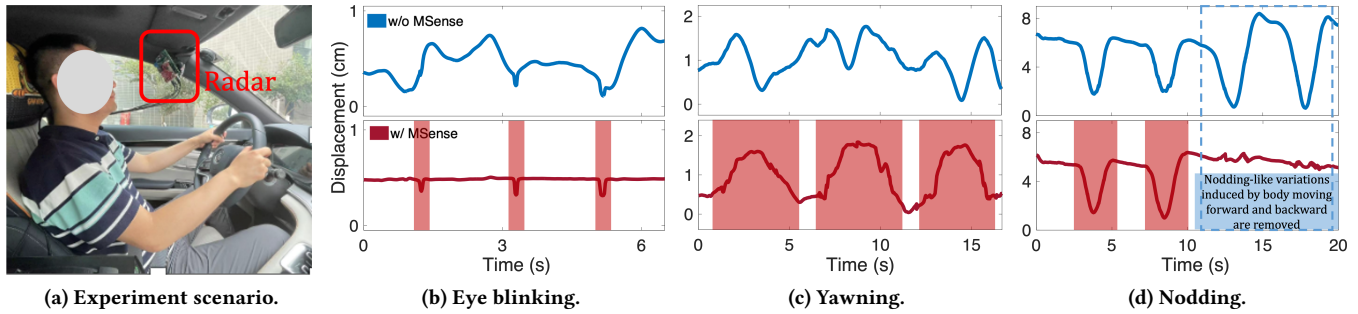 Radar
(a) Experiment scenario.
Displacement (cm)
w/o MSense
1
0
w/ MSense
1
0
0
3
6
Time (s)
(b) Eye blinking.
2
1
0
2
1
0
0
5
10
15
Time (s)
(c) Yawning.
8
4
0
8
4
0
Nodding-like variations
induced by body moving
forward and backward
are removed
0
5
10
15
20
Time (s)
(d) Nodding.